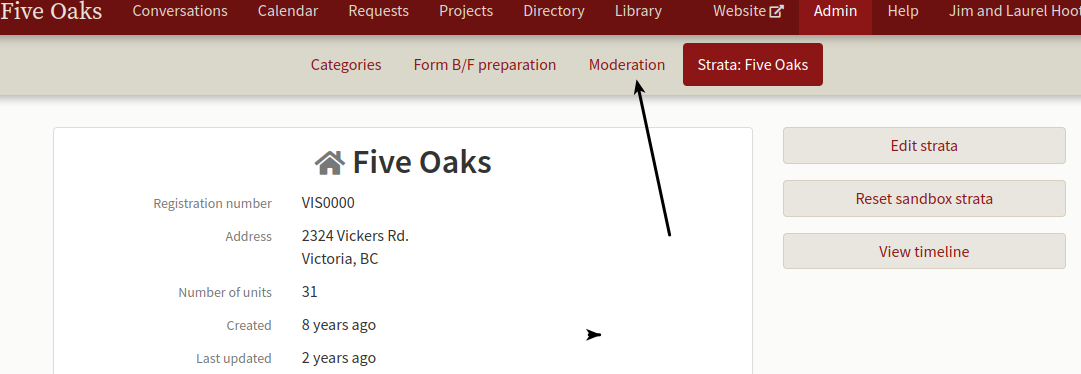 Five Oaks Conversations Calendar Requests Projects Directory Library Website Admin Help Jim and Laurel
Categories Form B/F preparation Moderation Strata: Five Oaks
Five Oaks
Registration number VIS0000
Address 2324 Vickers Rd.
Victoria, BC
Number of units 31
Created 8 years ago
Last updated 2 years ago
Edit strata
Reset sandbox strata
View timeline